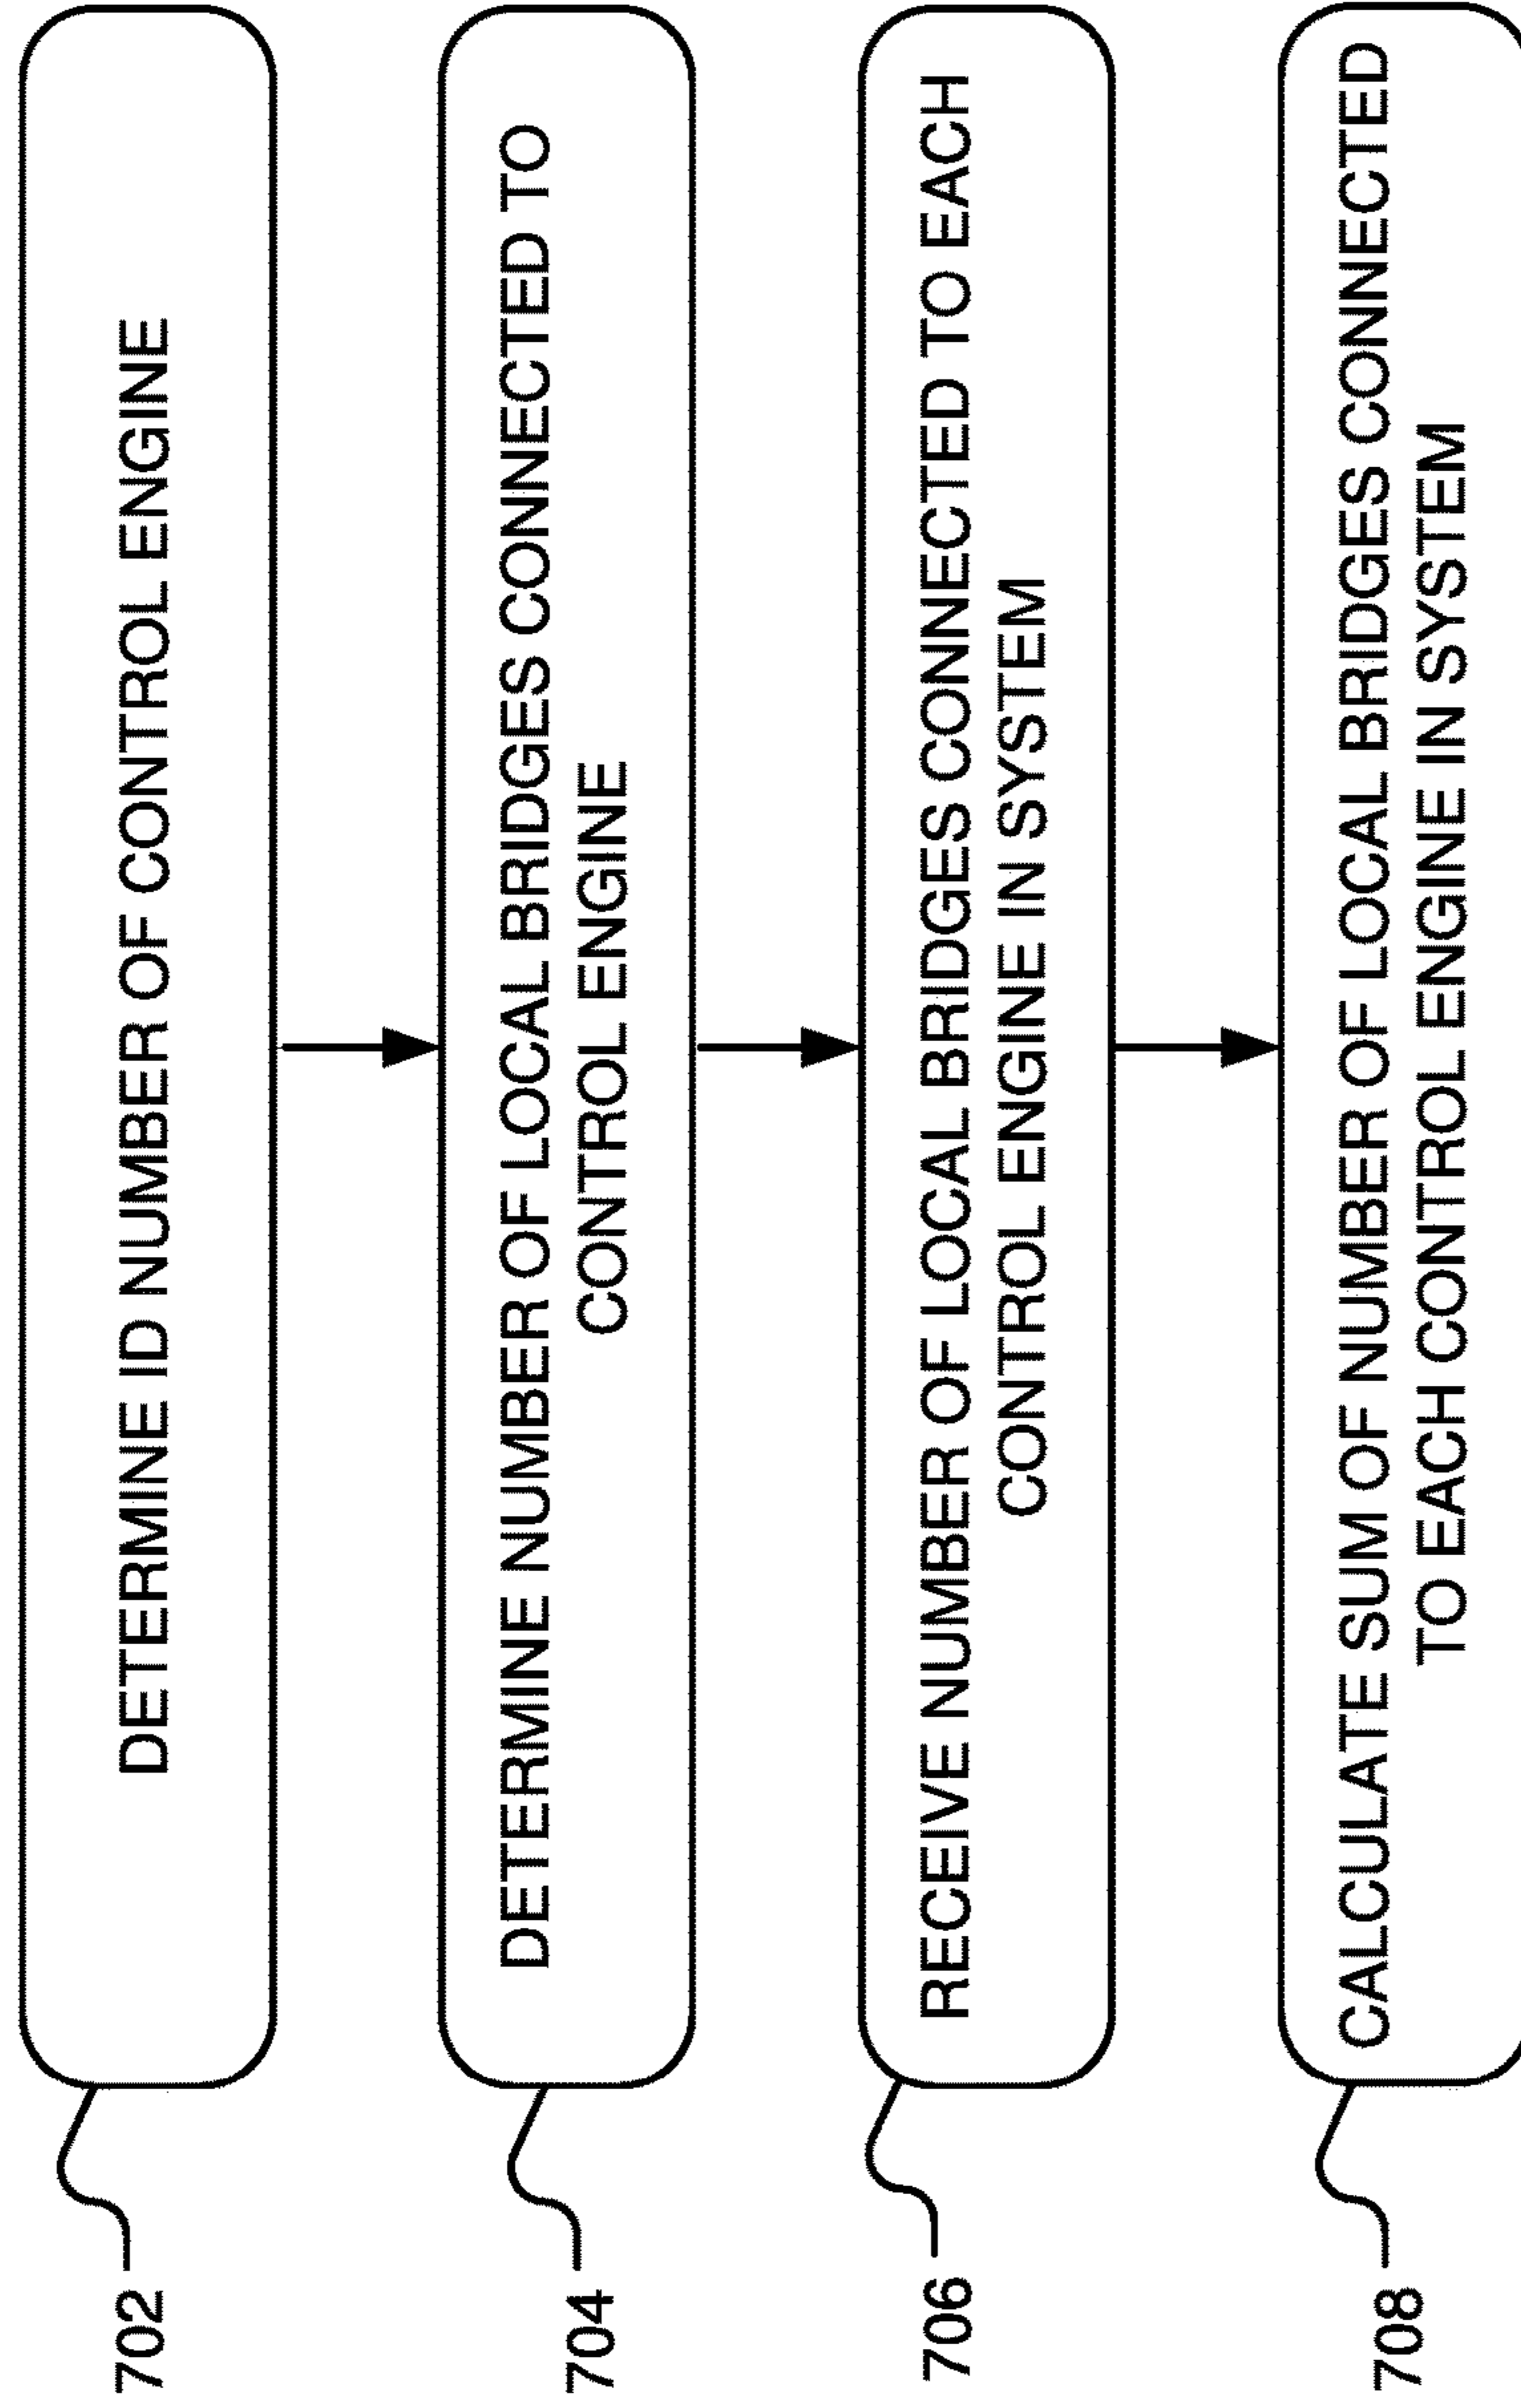 702
DETERMINE ID NUMBER OF CONTROL ENGINE
704
DETERMINE NUMBER OF LOCAL BRIDGES CONNECTED TO
CONTROL ENGINE
706
RECEIVE NUMBER OF LOCAL BRIDGES CONNECTED TO EACH
CONTROL ENGINE IN SYSTEM
708
CALCULATE SUM OF NUMBER OF LOCAL BRIDGES CONNECTED
TO EACH CONTROL ENGINE IN SYSTEM